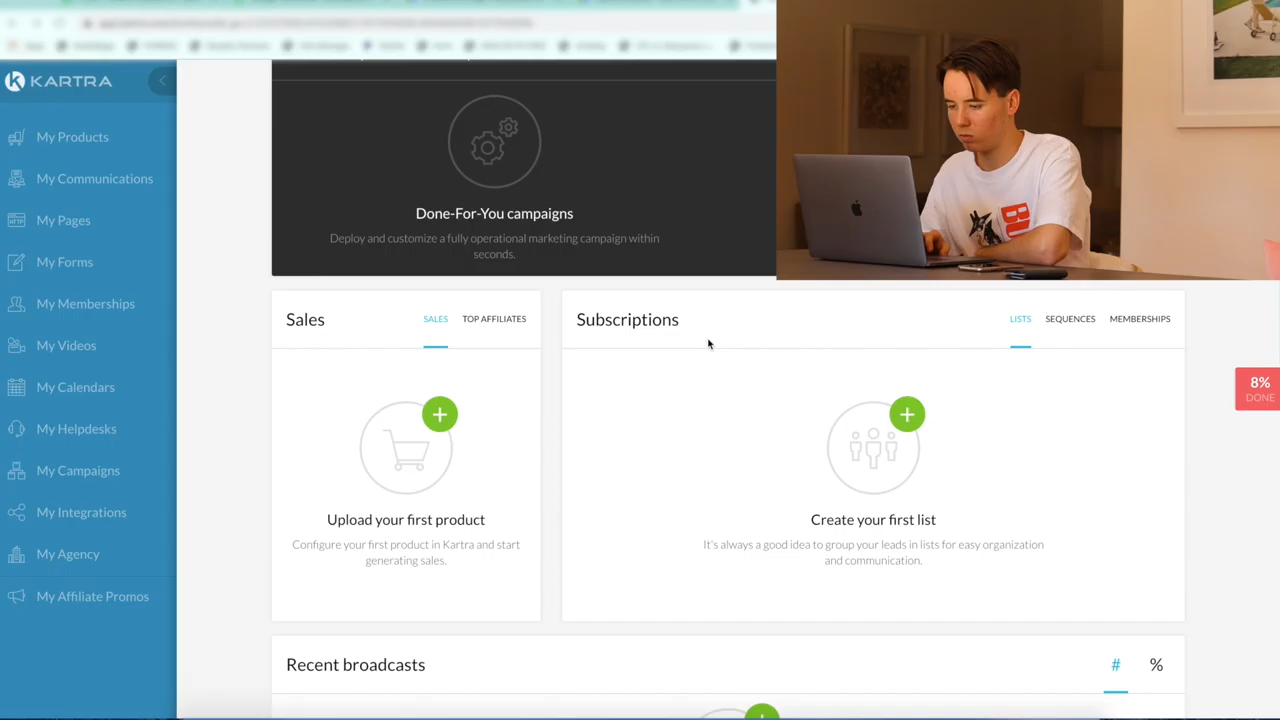 KARTRA
My Products
My Communications
My Pages
My Forms
My Memberships
My Videos
My Calendars
My Helpdesks
My Campaigns
My Integrations
My Agency
My Affiliate Promos
Done-For-You campaigns
Deploy and customize a fully operational marketing campaign within
seconds.
Sales
SALES
TOP AFFILIATES
Upload your first product
Configure your first product in Kartra and start
generating sales.
Subscriptions
LISTS
SEQUENCES
MEMBERSHIPS
Create your first list
It's always a good idea to group your leads in lists for easy organization
and communication.
8%
DONE
Recent broadcasts
#
%